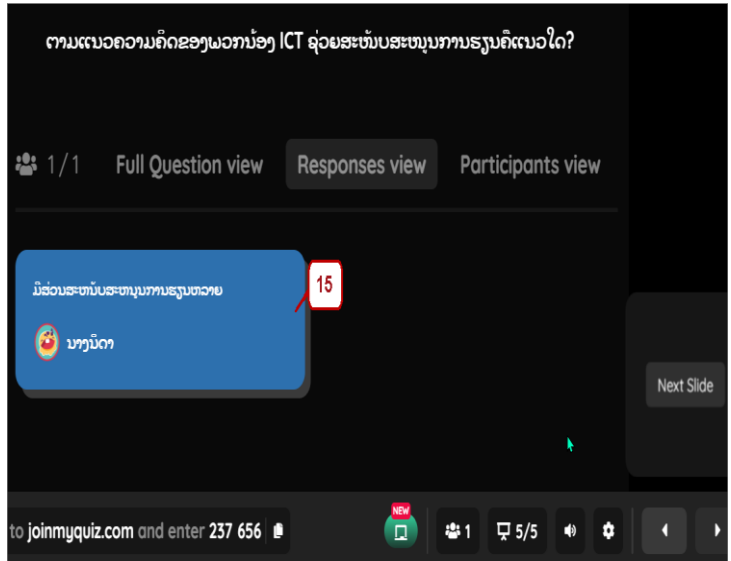 ຕາມແນວຄວາມຄິດຂອງພວກນ້ອງ ICT ຊ່ວຍສະໜັບສະໜຸນການຮຽນຄືແນວໃດ?
1/1 Full Question view Responses view Participants view
ມີສ່ວນສະຫນັບສະຫນຸນການຮຽນຫລາຍ
15
ນາງນິດາ
Next Slide
NEW
to joinmyquiz.com and enter 237 656 1 5/5